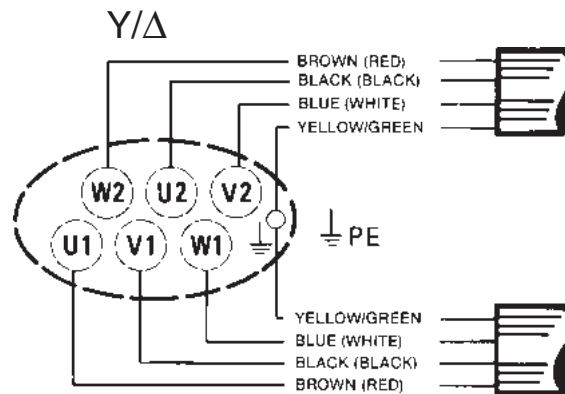 Y/Δ
BROWN (RED)
BLACK (BLACK)
BLUE (WHITE)
YELLOW/GREEN
W2 U2 V2
U1 V1 W1
PE
YELLOW/GREEN
BLUE (WHITE)
BLACK (BLACK)
BROWN (RED)